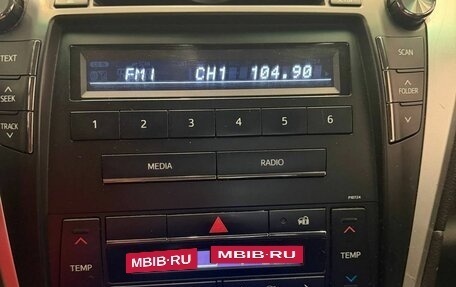 TEXT
SCAN
FM1 CH1 104.90
SEEK
TRACK
FOLDER
1 2 3 4 5 6
MEDIA
RADIO
TEMP
TEMP
MBIB-RU
MBIB-RU